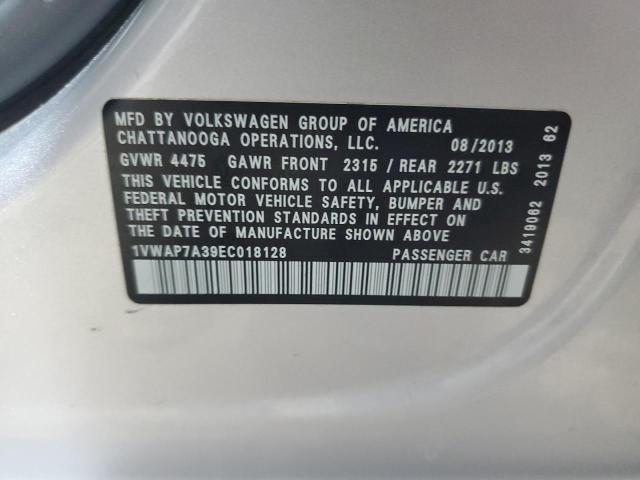 MFD BY VOLKSWAGEN GROUP OF AMERICA
CHATTANOOGA OPERATIONS, LLC. 08/2013
GVWR 4475 GAWR FRONT 2315 / REAR 2271 LBS
THIS VEHICLE CONFORMS TO ALL APPLICABLE U.S.
FEDERAL MOTOR VEHICLE SAFETY, BUMPER AND
THEFT PREVENTION STANDARDS IN EFFECT ON
THE DATE OF MANUFACTURE SHOWN ABOVE
1VWAP7A39EC018128 PASSENGER CAR
3419062 2013 62